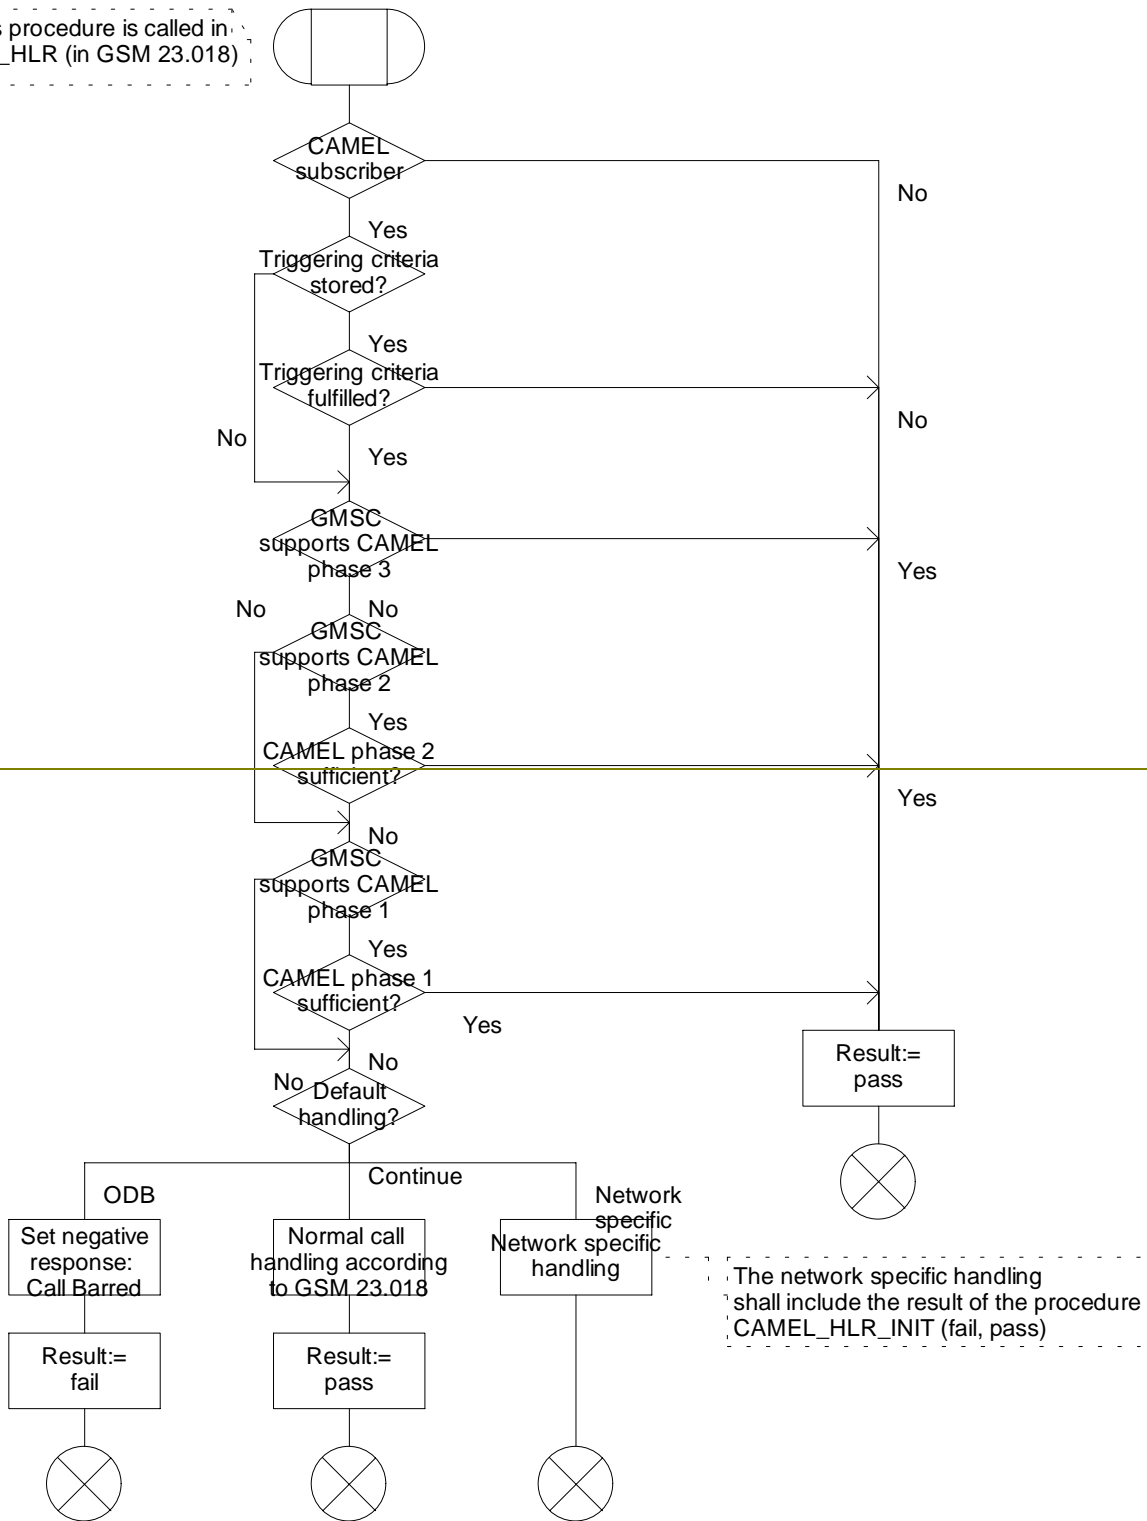 procedure is called in
_HLR (in GSM 23.018)
CAMEL
subscriber
No
Yes
Triggering criteria
stored?
Yes
Triggering criteria
fulfilled?
No
No
Yes
GMSC
supports CAMEL
phase 3
Yes
No
No
GMSC
supports CAMEL
phase 2
Yes
CAMEL phase 2
sufficient?
Yes
No
GMSC
supports CAMEL
phase 1
Yes
CAMEL phase 1
sufficient?
Yes
Result:=
pass
No
No
Default
handling?
Continue
ODB
Network
specific
Set negative
response:
Call Barred
Normal call
handling according
to GSM 23.018
Network specific
handling
The network specific handling
shall include the result of the procedure
CAMEL_HLR_INIT (fail, pass)
Result:=
fail
Result:=
pass